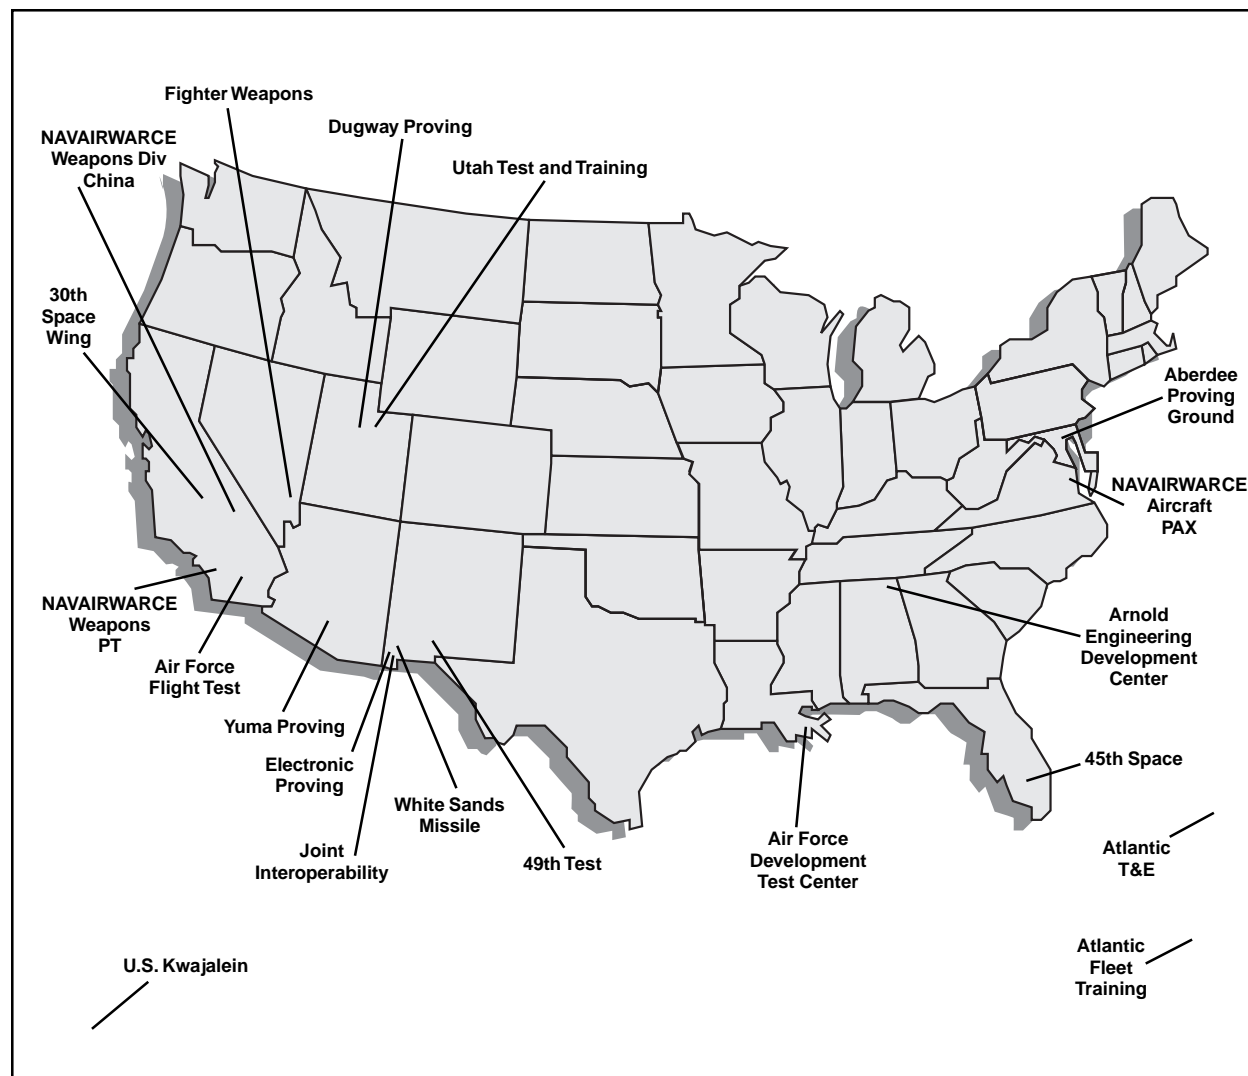 Fighter Weapons
Dugway Proving
NAVAIRWARCE
Weapons Div
China
Utah Test and Training
30th
Space
Wing
Aberdee
Proving
Ground
NAVAIRWARCE
Aircraft
PAX
NAVAIRWARCE
Weapons
PT
Air Force
Flight Test
Arnold
Engineering
Development
Center
Yuma Proving
Electronic
Proving
45th Space
White Sands
Missile
Joint
Interoperability
49th Test
Air Force
Development
Test Center
Atlantic
T&E
Atlantic
Fleet
Training
U.S. Kwajalein